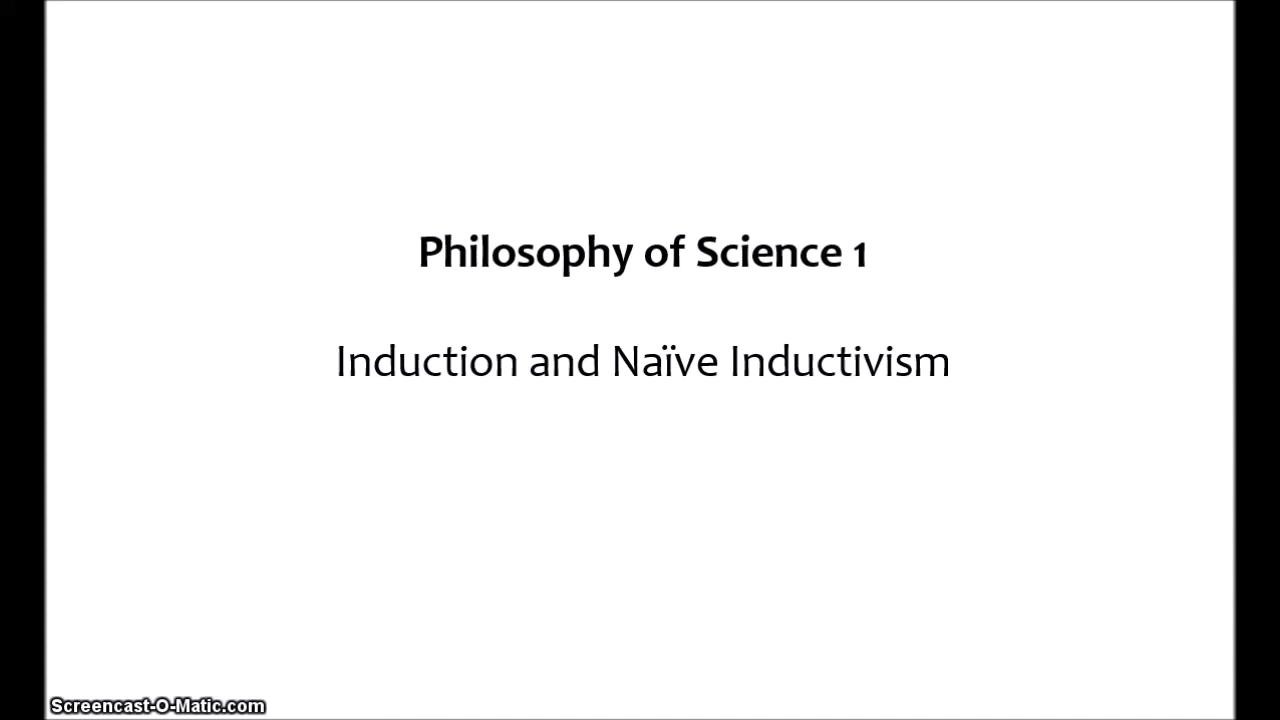 Philosophy of Science 1
Induction and Naïve Inductivism
Screencast-O-Matic.com